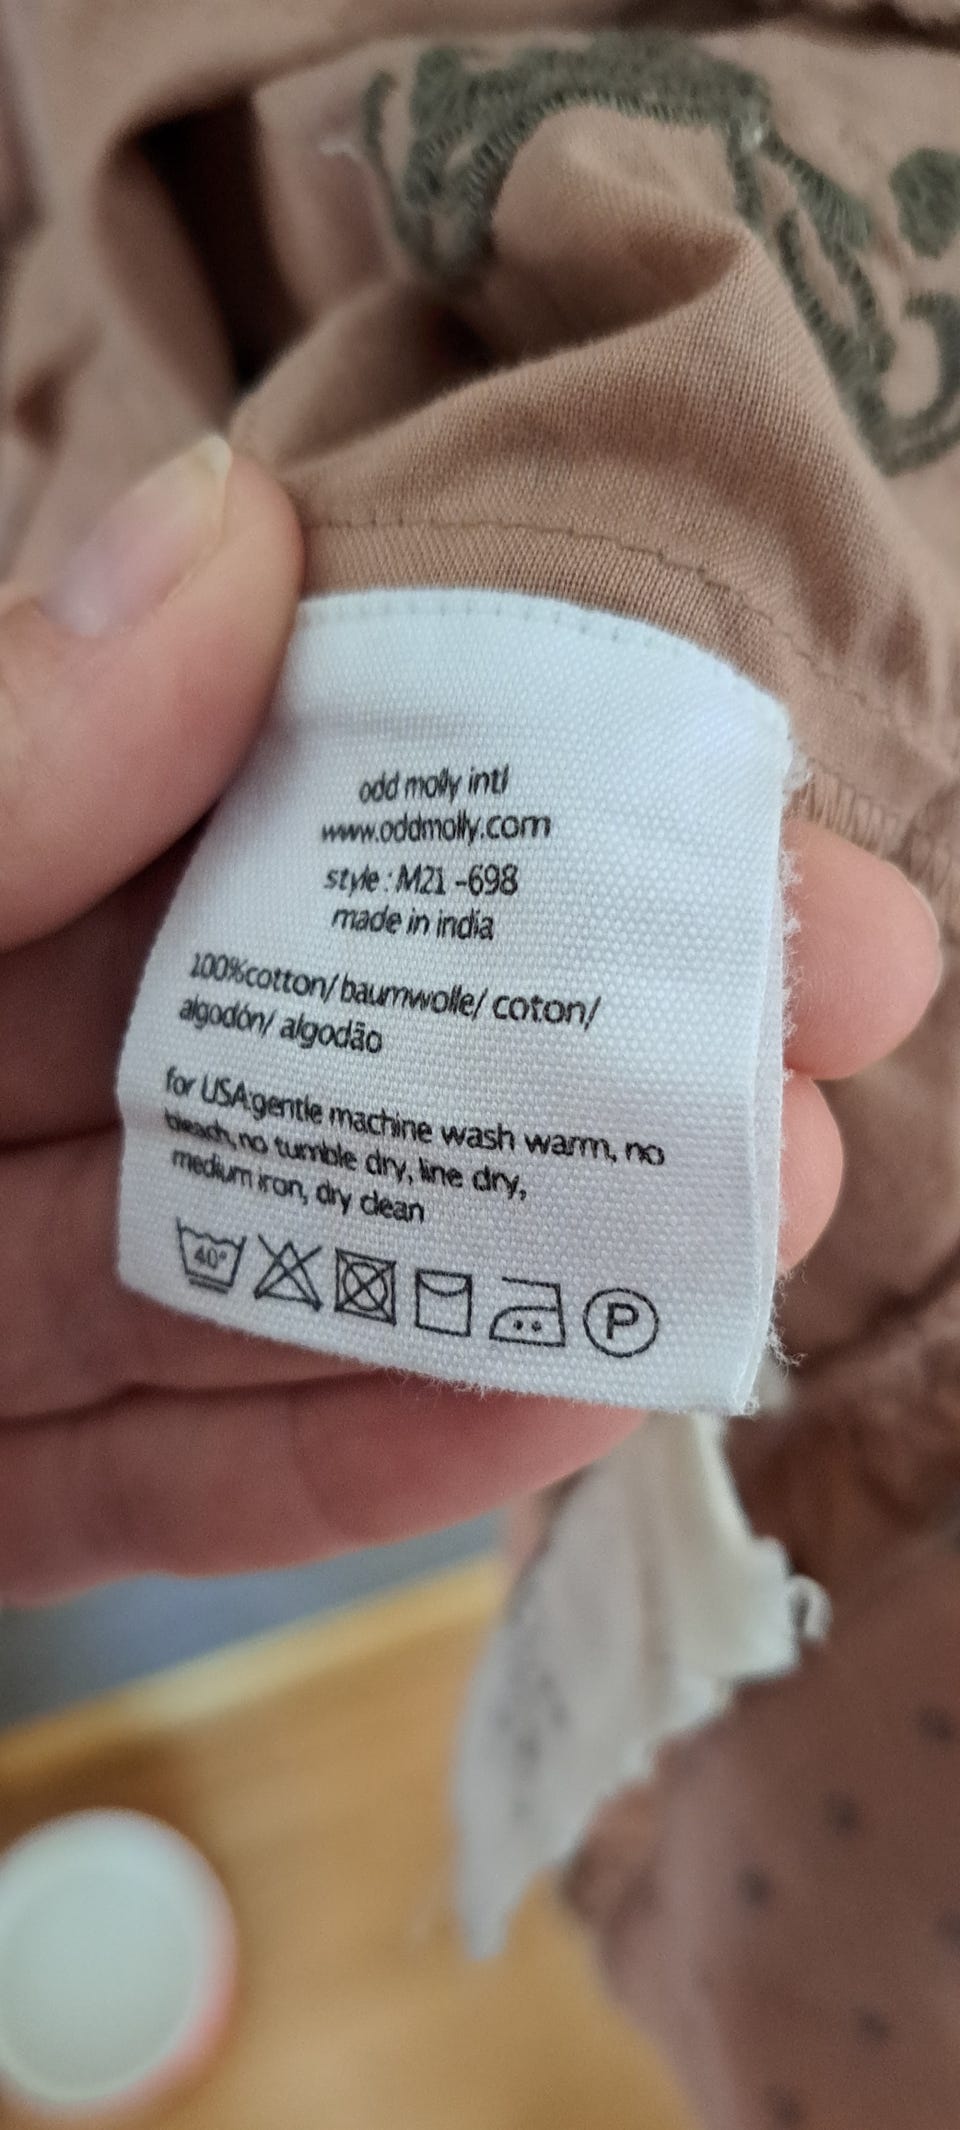 odd molly intl
www.oddmolly.com
style : M21 -698
made in india
100%cotton/ baumwolle/ coton/
algodón/ algodão
for USA:gentle machine wash warm, no
bleach, no tumble dry, line dry,
medium iron, dry clean
40° P